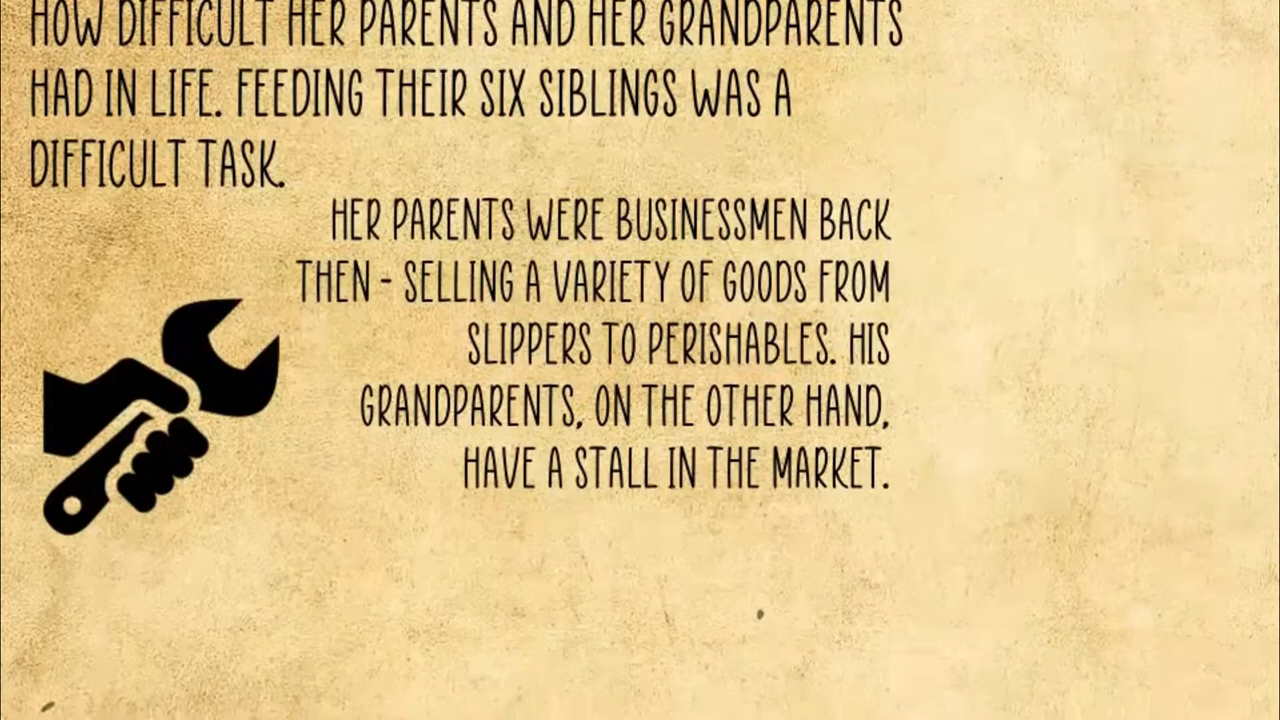 HOW DIFFICULT HER PARENTS AND HER GRANDPARENTS
HAD IN LIFE. FEEDING THEIR SIX SIBLINGS WAS A
DIFFICULT TASK.
HER PARENTS WERE BUSINESSMEN BACK
THEN - SELLING A VARIETY OF GOODS FROM
SLIPPERS TO PERISHABLES. HIS
GRANDPARENTS, ON THE OTHER HAND,
HAVE A STALL IN THE MARKET.